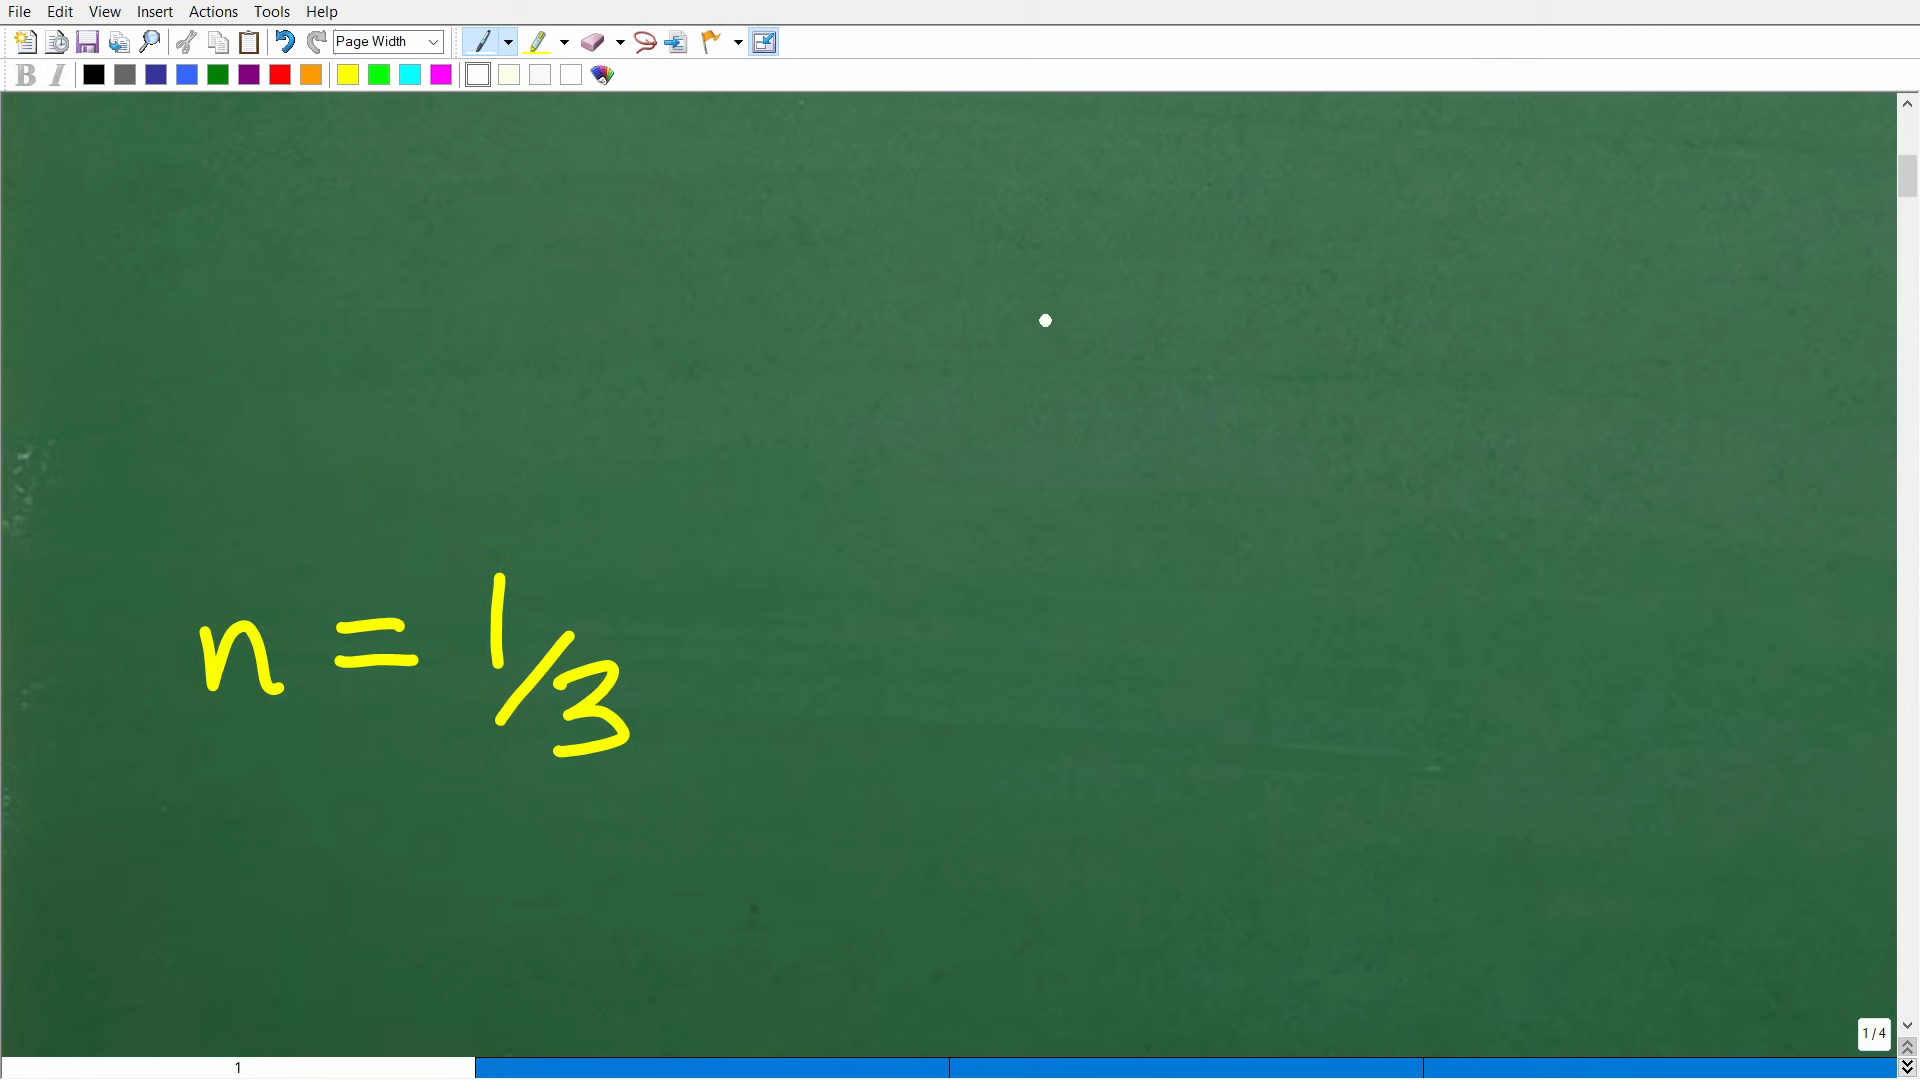 File Edit View Insert Actions Tools Help
Page Width
B I
n = 1/3
1/4
1